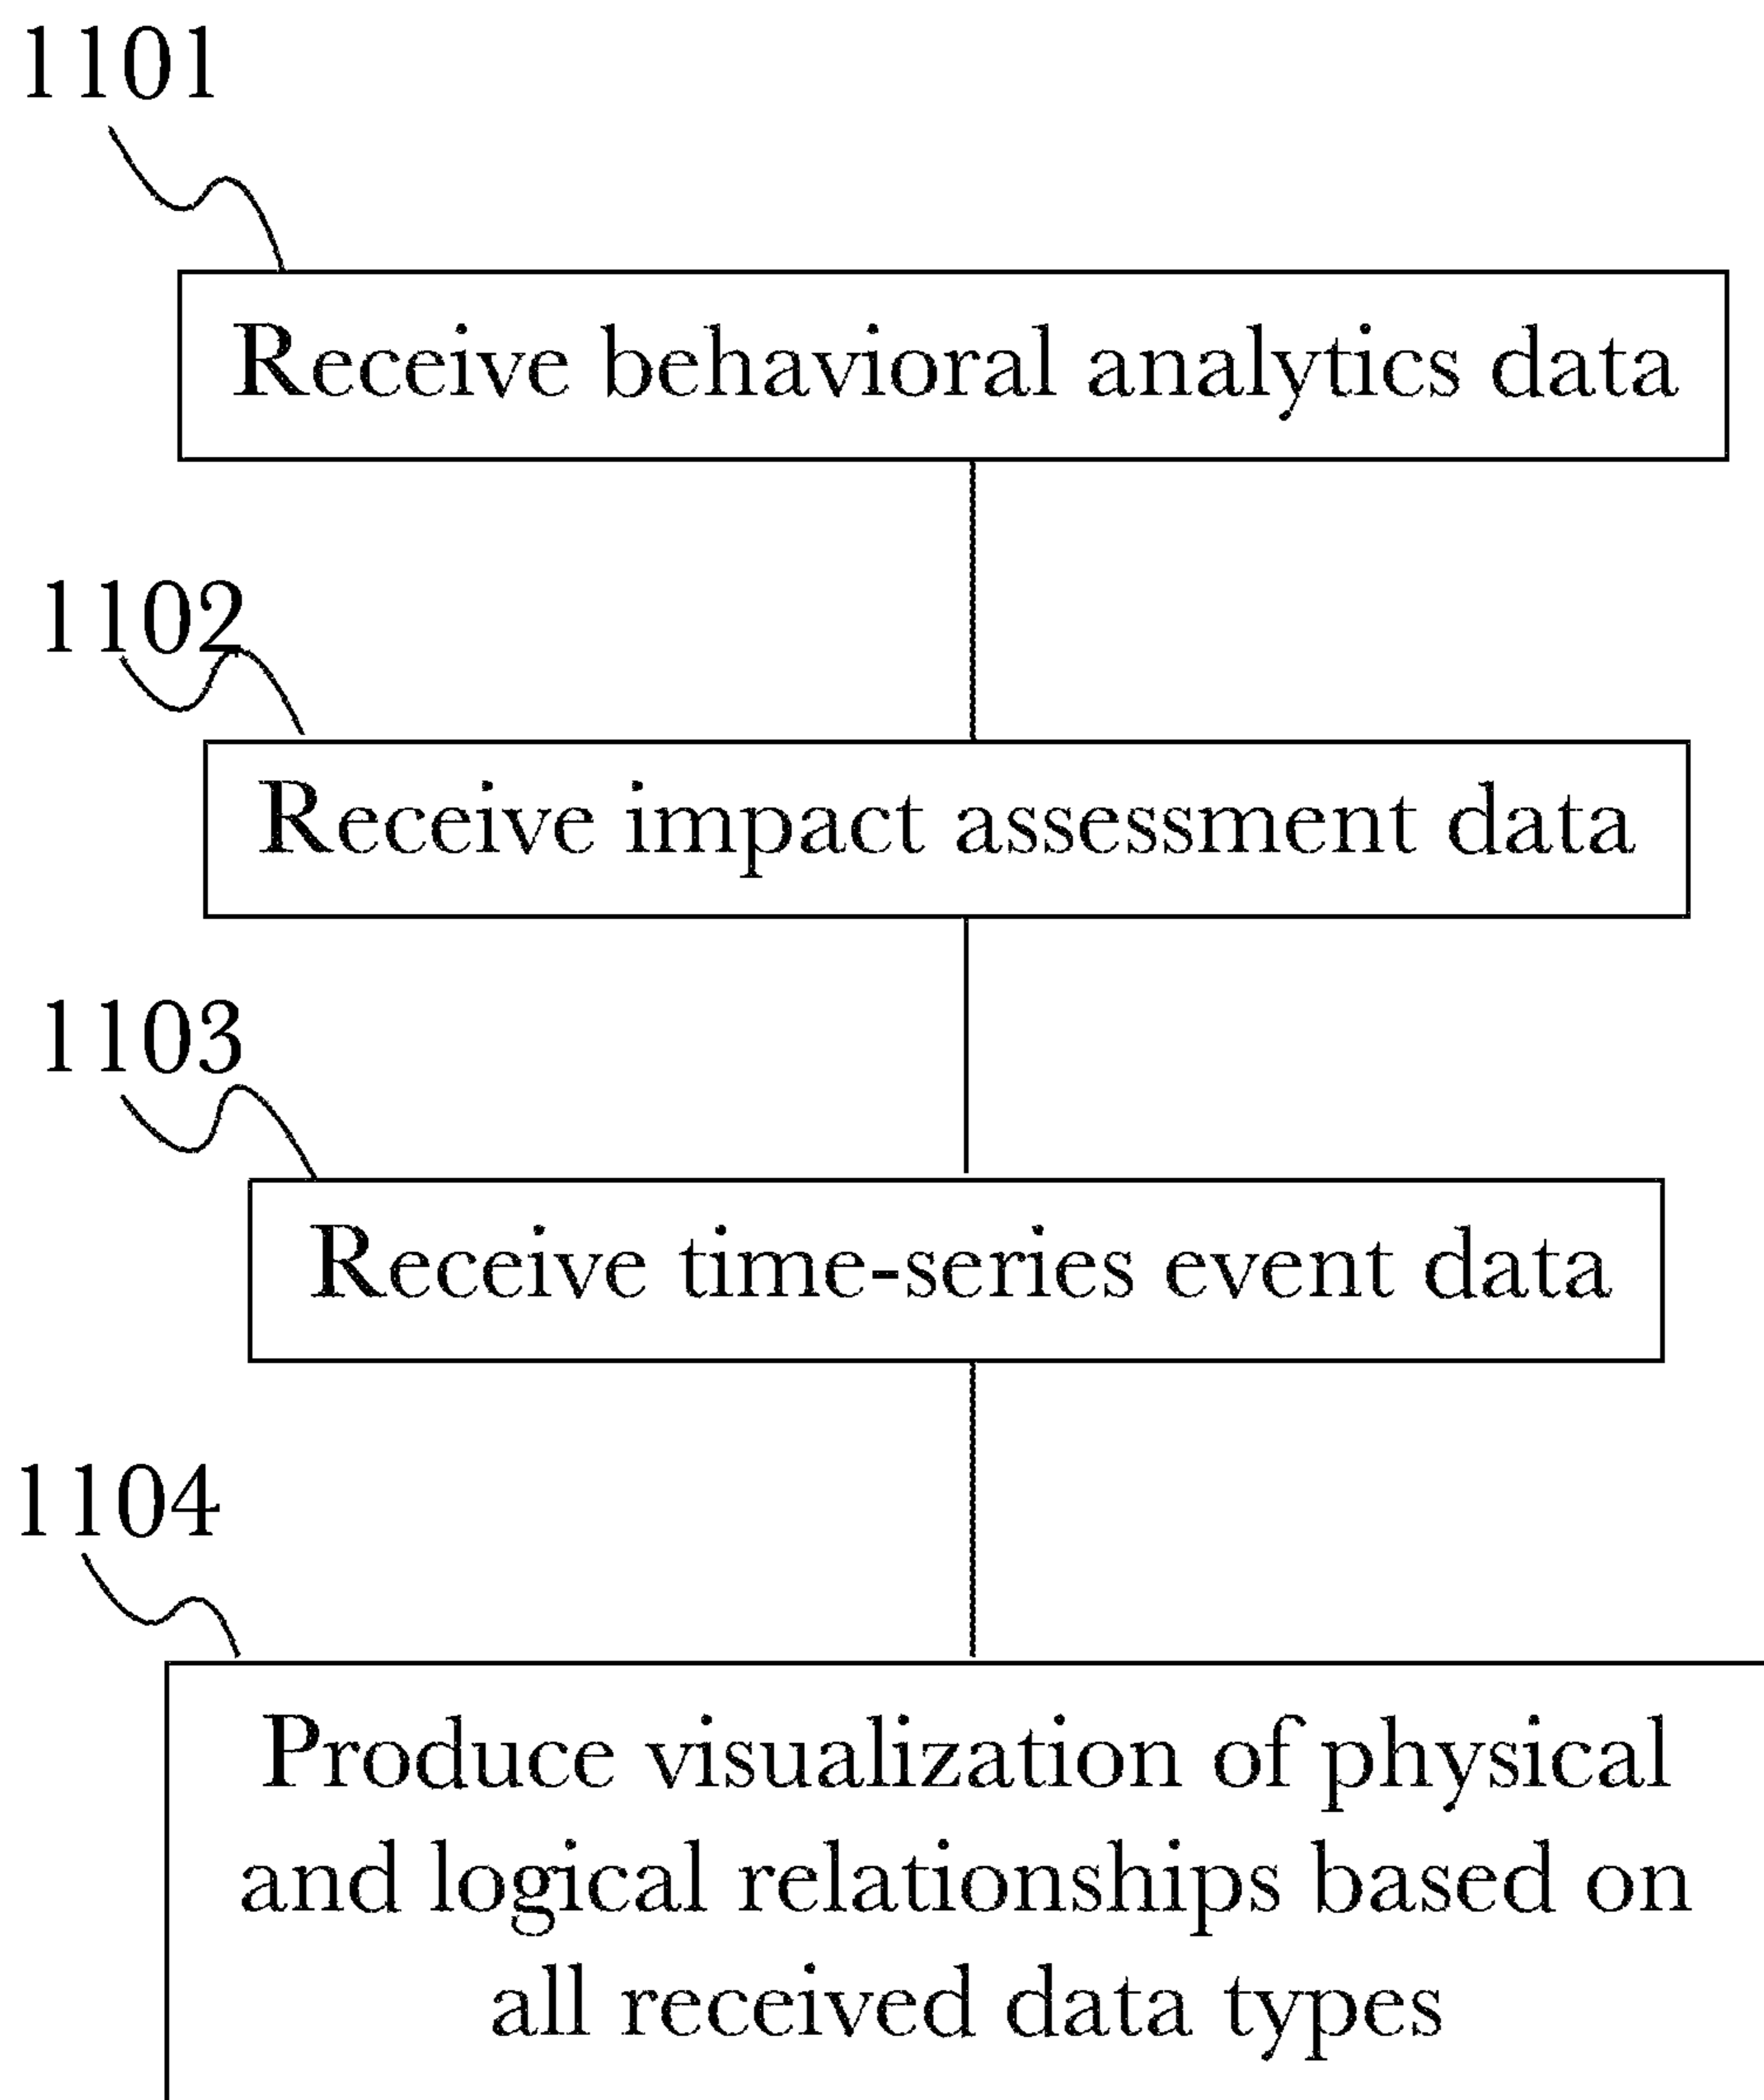 1101
Receive behavioral analytics data
1102
Receive impact assessment data
1103
Receive time-series event data
1104
Produce visualization of physical
and logical relationships based on
all received data types